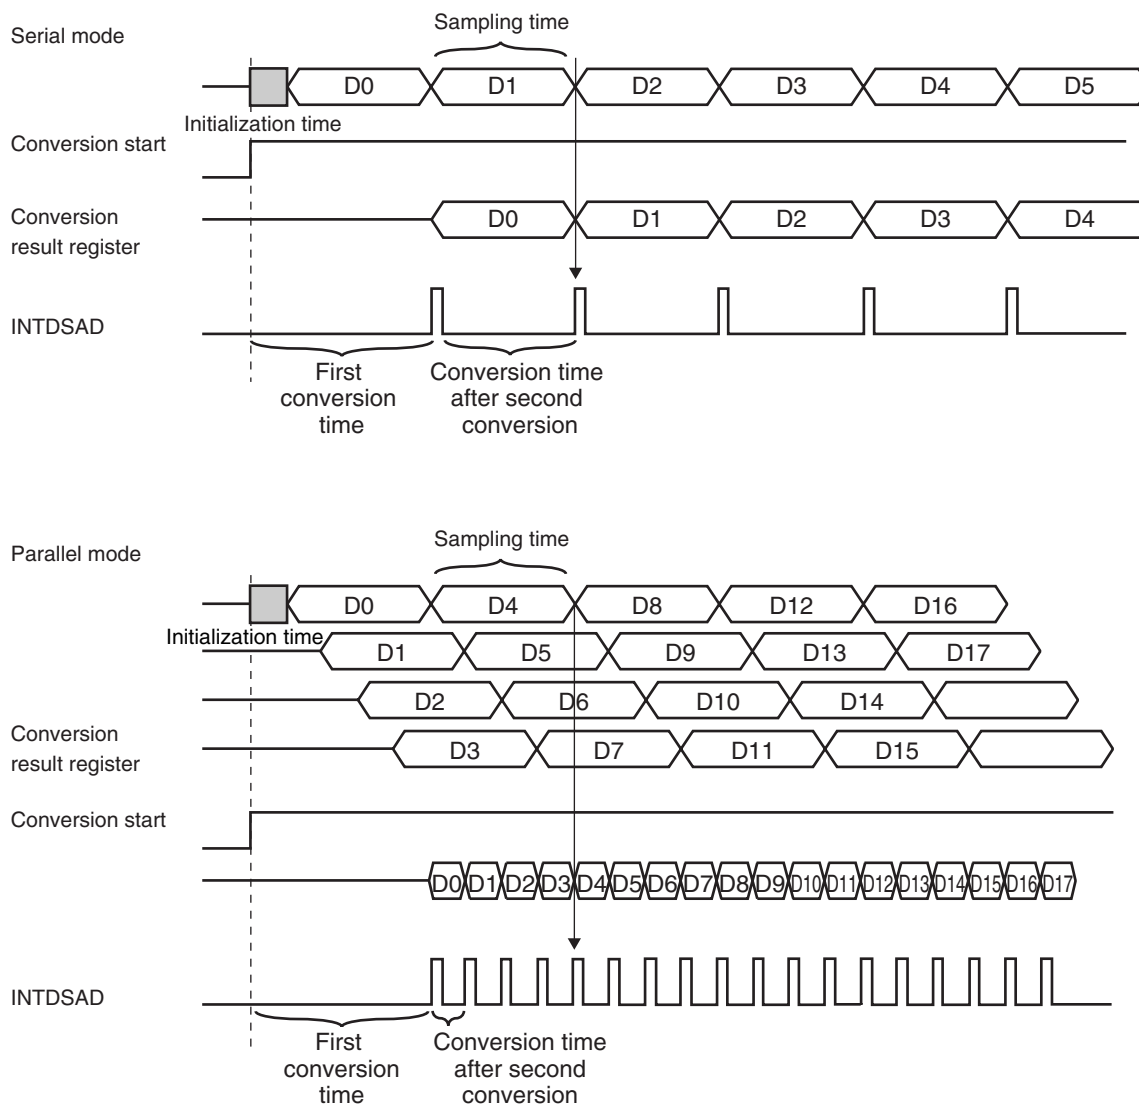 Sampling time
Serial mode
D0 D1 D2 D3 D4 D5
Initialization time
Conversion start
Conversion
result register
D0 D1 D2 D3 D4
INTDSAD
First
conversion
time
Conversion time
after second
conversion
Sampling time
Parallel mode
D0 D4 D8 D12 D16
Initialization time
D1 D5 D9 D13 D17
D2 D6 D10 D14
Conversion
result register
D3 D7 D11 D15
Conversion start
D0 D1 D2 D3 D4 D5 D6 D7 D8 D9 D10 D11 D12 D13 D14 D15 D16 D17
INTDSAD
First
conversion
time
Conversion time
after second
conversion